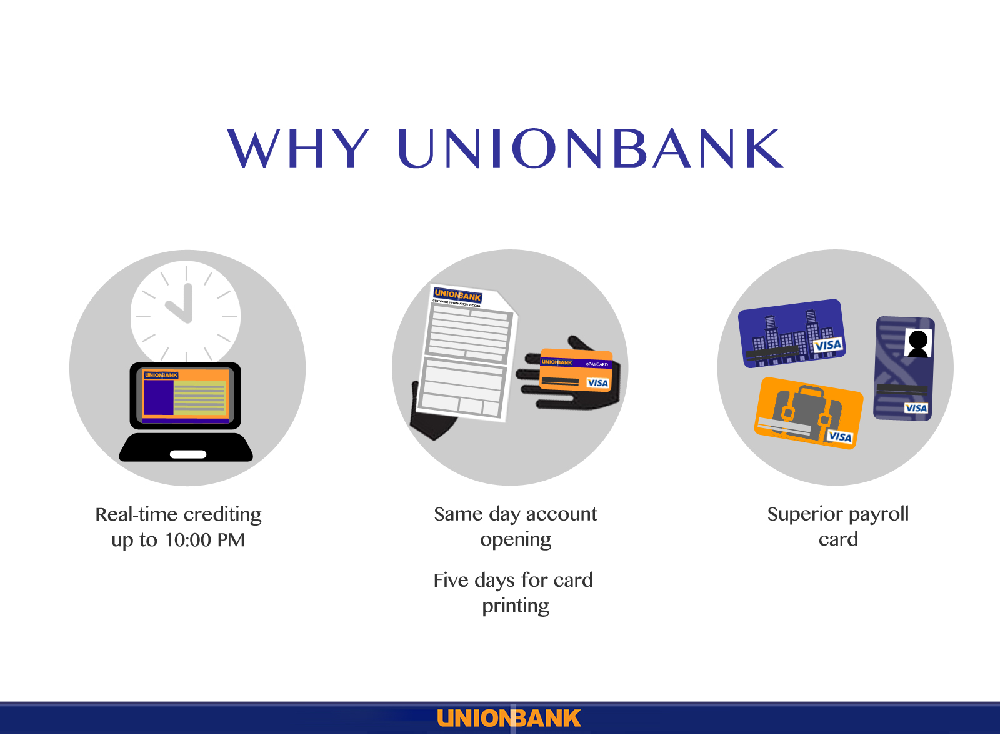 WHY UNIONBANK
UNIONBANK
UNIONBANK
CUSTOMER INFORMATION RECORD
UNIONBANK
ePAYCARD
VISA
VISA
VISA
VISA
Real-time crediting
up to 10:00 PM
Same day account
opening
Five days for card
printing
Superior payroll
card
UNIONBANK